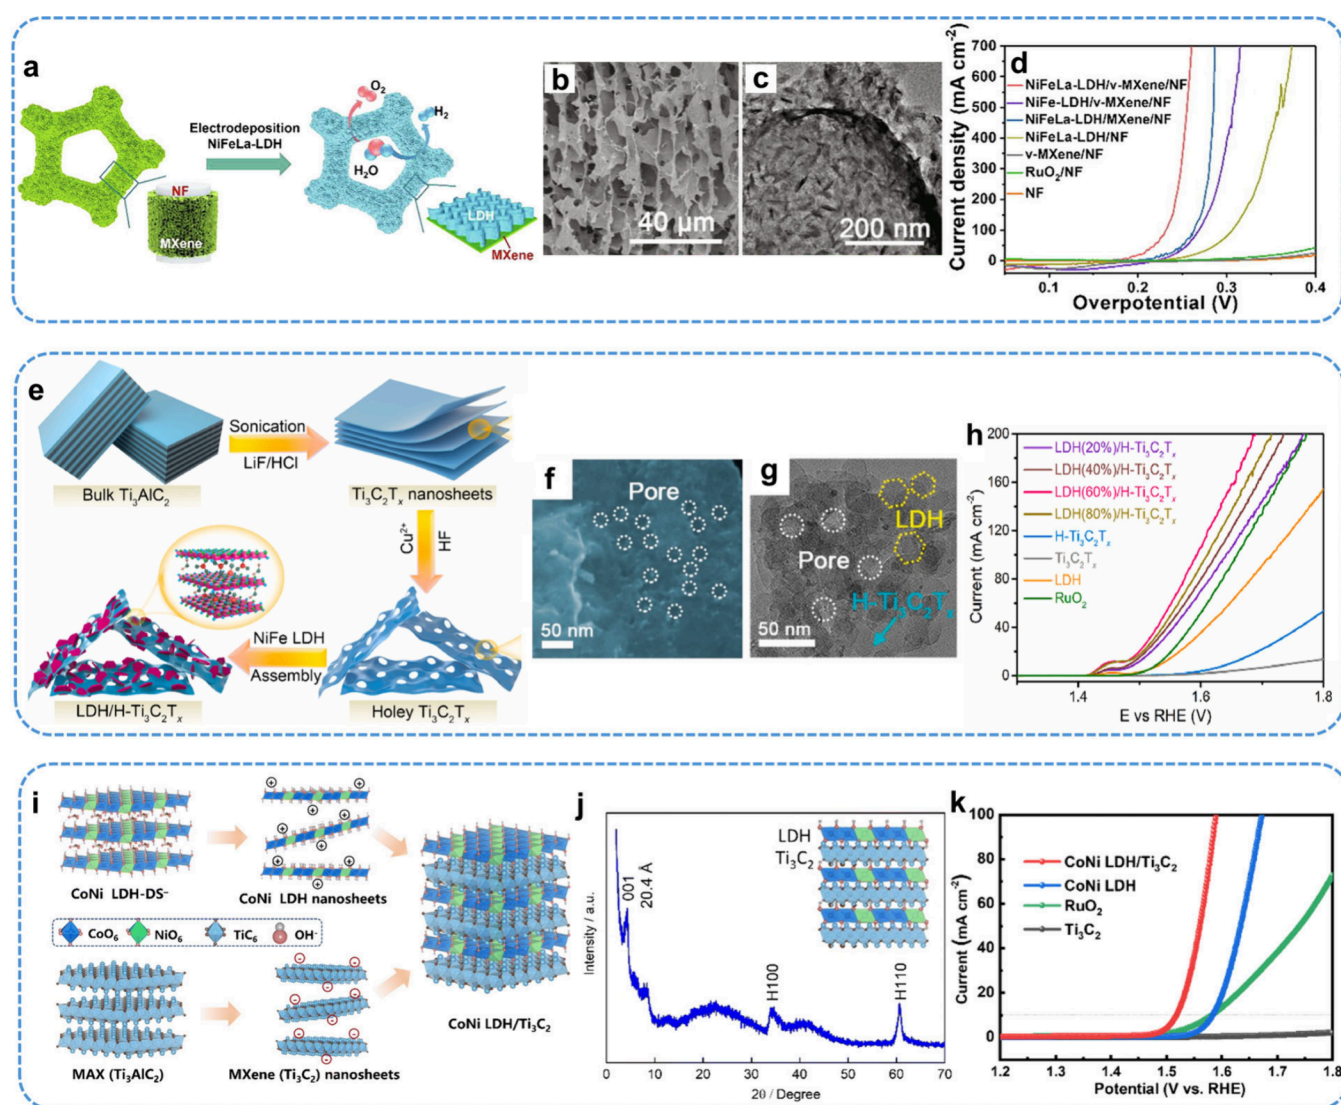 a
Electrodeposition
NiFeLa-LDH
NF
MXene
O₂
H₂
H₂O
LDH
MXene
b
40 μm
c
200 nm
d
Current density (mA cm⁻²)
700
600
500
400
300
200
100
0
NiFeLa-LDH/v-MXene/NF
NiFe-LDH/v-MXene/NF
NiFeLa-LDH/MXene/NF
NiFeLa-LDH/NF
v-MXene/NF
RuO₂/NF
NF
0.1 0.2 0.3 0.4
Overpotential (V)
e
Sonication
LiF/HCl
Bulk Ti₃AlC₂
Ti₃C₂Tₓ nanosheets
Cu²⁺
HF
NiFe LDH
Assembly
LDH/H-Ti₃C₂Tₓ
Holey Ti₃C₂Tₓ
f
Pore
50 nm
g
LDH
Pore
H-Ti₃C₂Tₓ
50 nm
h
Current (mA cm⁻²)
200
160
120
80
40
0
LDH(20%)/H-Ti₃C₂Tₓ
LDH(40%)/H-Ti₃C₂Tₓ
LDH(60%)/H-Ti₃C₂Tₓ
LDH(80%)/H-Ti₃C₂Tₓ
H-Ti₃C₂Tₓ
Ti₃C₂Tₓ
LDH
RuO₂
1.4 1.6 1.8
E vs RHE (V)
i
CoNi LDH-DS⁻
CoNi LDH nanosheets
CoO₆ NiO₆ TiC₆ OH⁻
MAX (Ti₃AlC₂)
MXene (Ti₃C₂) nanosheets
CoNi LDH/Ti₃C₂
j
Intensity / a.u.
001
20.4 Å
LDH
Ti₃C₂
H100
H110
0 10 20 30 40 50 60 70
2θ / Degree
k
Current (mA cm⁻²)
100
80
60
40
20
0
CoNi LDH/Ti₃C₂
CoNi LDH
RuO₂
Ti₃C₂
1.2 1.3 1.4 1.5 1.6 1.7 1.8
Potential (V vs. RHE)